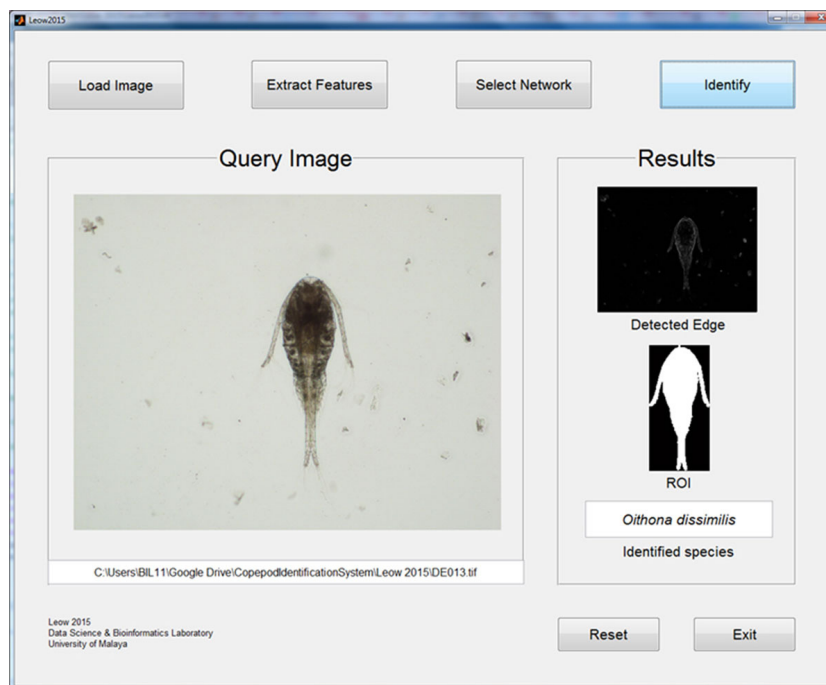 Leow2015
Load Image
Extract Features
Select Network
Identify
Query Image
C:\Users\BIL11\Google Drive\CopepodIdentificationSystem\Leow 2015\DE013.tif
Results
Detected Edge
ROI
Oithona dissimilis
Identified species
Leow 2015
Data Science & Bioinformatics Laboratory
University of Malaya
Reset
Exit